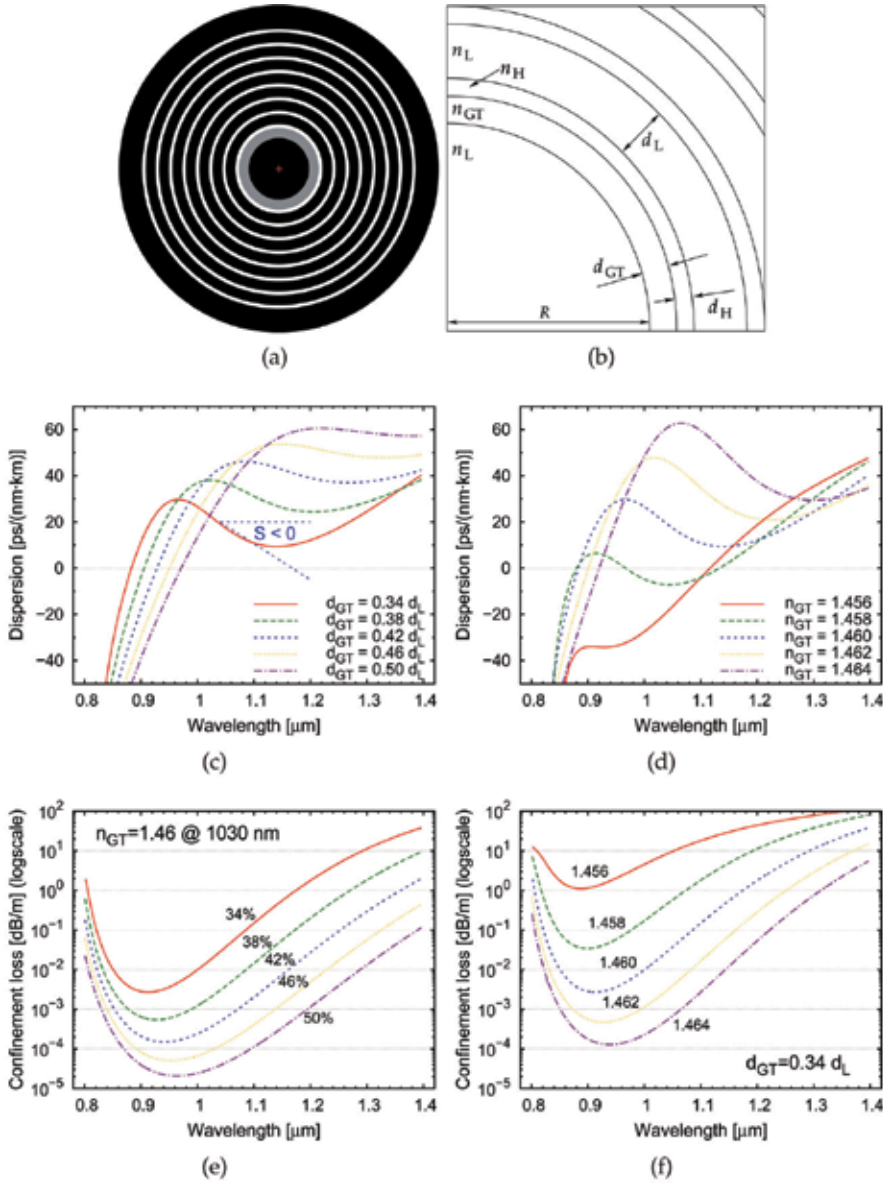 n_L
n_H
n_GT
n_L
d_L
d_GT
d_H
R
(a)
(b)
Dispersion [ps/(nm·km)]
60
40
20
0
−20
−40
S < 0
d_GT = 0.34 d_L
d_GT = 0.38 d_L
d_GT = 0.42 d_L
d_GT = 0.46 d_L
d_GT = 0.50 d_L
0.8 0.9 1 1.1 1.2 1.3 1.4
Wavelength [µm]
(c)
Dispersion [ps/(nm·km)]
60
40
20
0
−20
−40
n_GT = 1.456
n_GT = 1.458
n_GT = 1.460
n_GT = 1.462
n_GT = 1.464
0.8 0.9 1 1.1 1.2 1.3 1.4
Wavelength [µm]
(d)
Confinement loss [dB/m] (logscale)
10^2
10^1
10^0
10^-1
10^-2
10^-3
10^-4
10^-5
n_GT=1.46 @ 1030 nm
34%
38%
42%
46%
50%
0.8 0.9 1 1.1 1.2 1.3 1.4
Wavelength [µm]
(e)
Confinement loss [dB/m] (logscale)
10^2
10^1
10^0
10^-1
10^-2
10^-3
10^-4
10^-5
1.456
1.458
1.460
1.462
1.464
d_GT=0.34 d_L
0.8 0.9 1 1.1 1.2 1.3 1.4
Wavelength [µm]
(f)